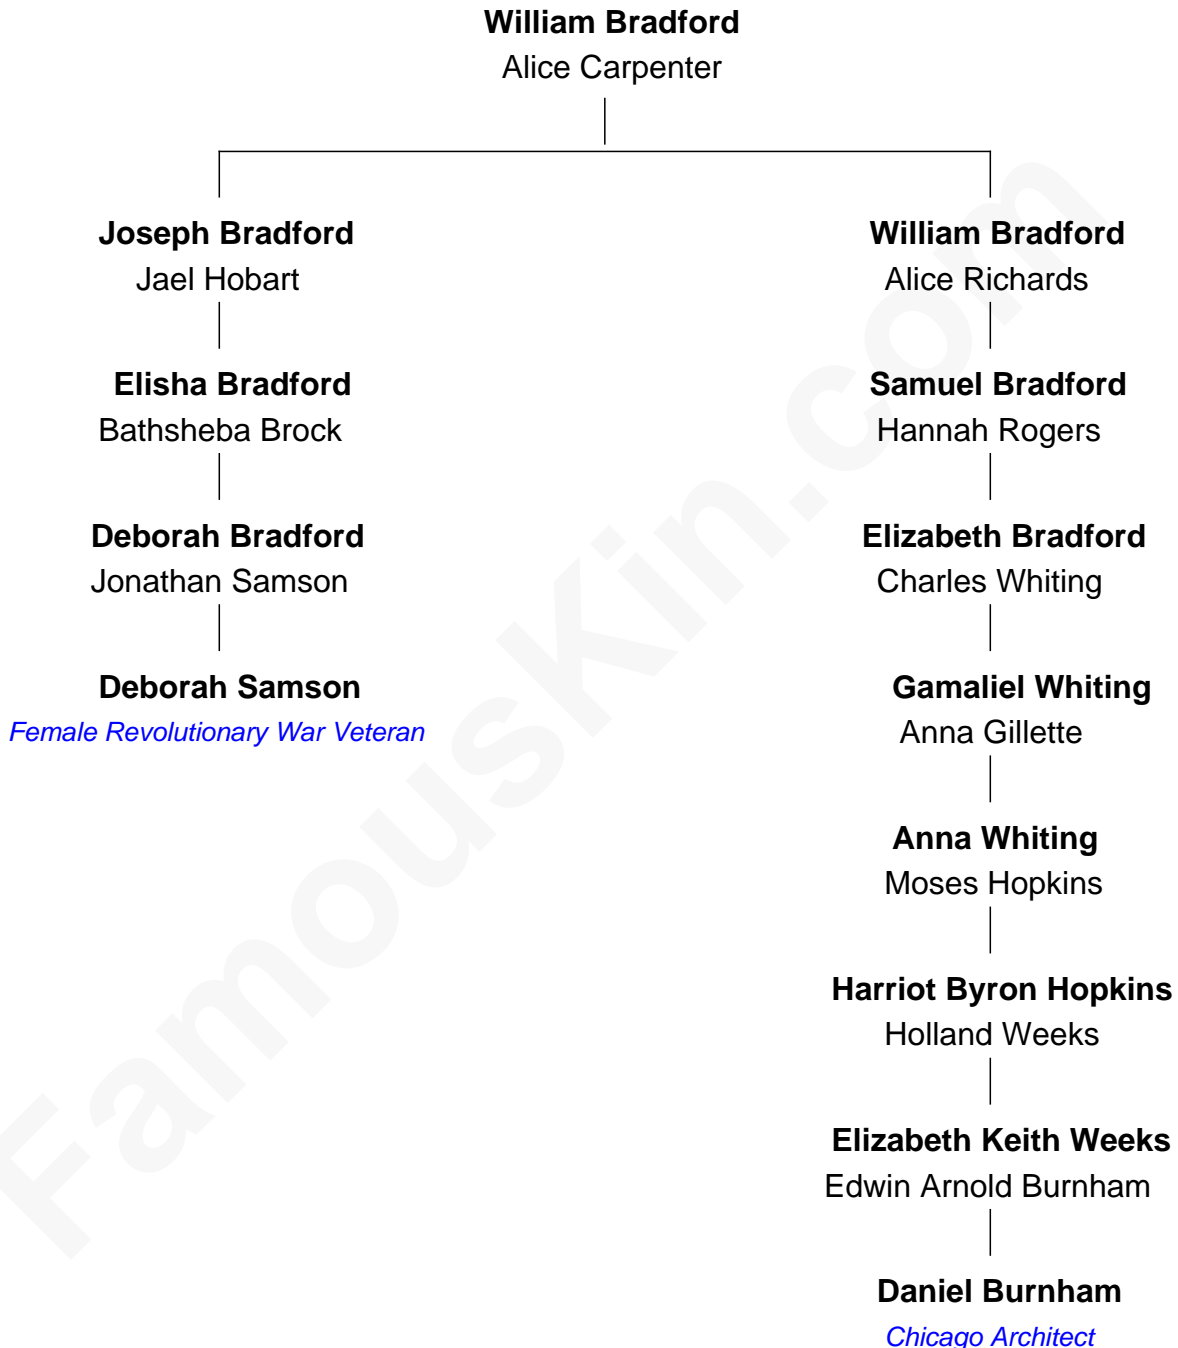 William Bradford
Alice Carpenter
Joseph Bradford
Jael Hobart
Elisha Bradford
Bathsheba Brock
Deborah Bradford
Jonathan Samson
Deborah Samson
Female Revolutionary War Veteran
William Bradford
Alice Richards
Samuel Bradford
Hannah Rogers
Elizabeth Bradford
Charles Whiting
Gamaliel Whiting
Anna Gillette
Anna Whiting
Moses Hopkins
Harriot Byron Hopkins
Holland Weeks
Elizabeth Keith Weeks
Edwin Arnold Burnham
Daniel Burnham
Chicago Architect
FamousKin.com